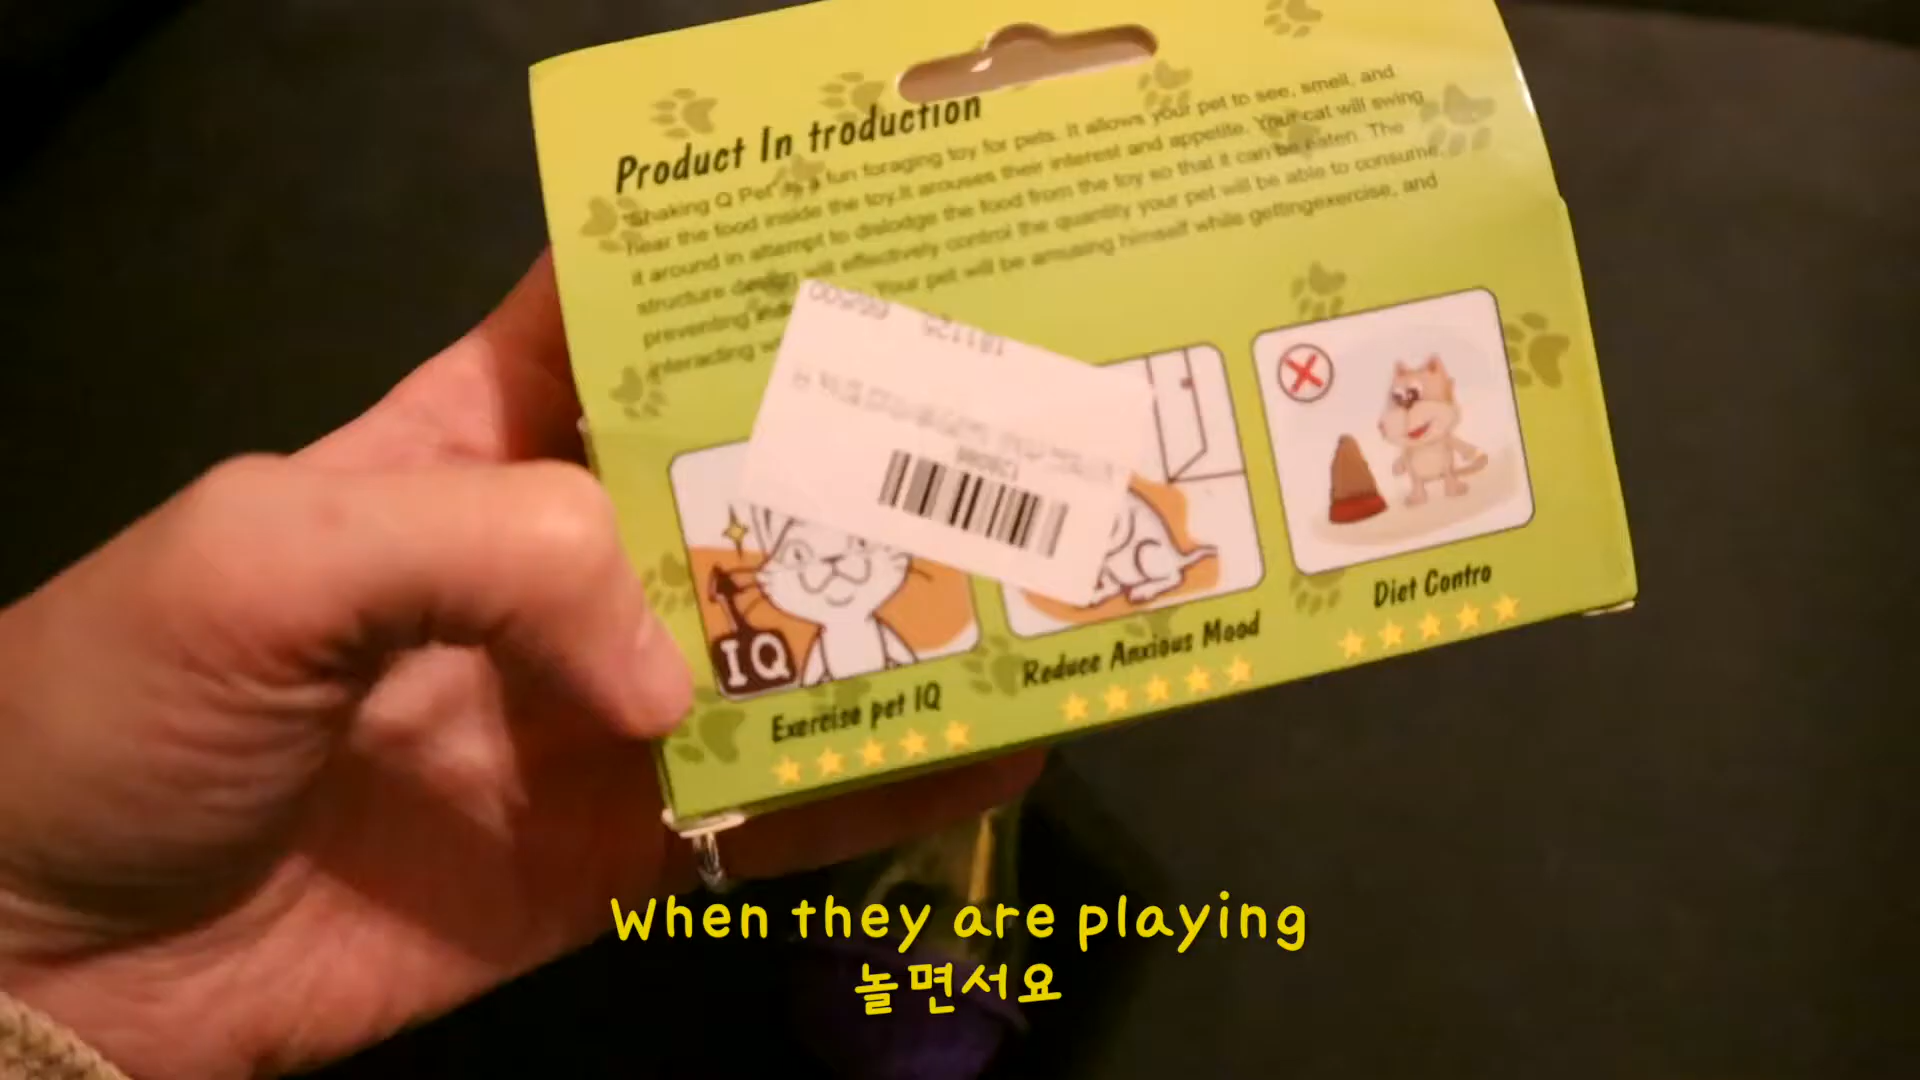 Product In troduction
"Shaking Q Pet" is a fun foraging toy for pets. It allows your pet to see, smell, and
hear the food inside the toy.It arouses their interest and appetite. Your cat will swing
it around in attempt to dislodge the food from the toy so that it can be eaten. The
structure design will effectively control the quantity your pet will be able to consume,
preventing Your pet will be amusing himself while gettingexercise, and
interacting
181125
IQ
Exercise pet IQ
Reduce Anxious Mood
Diet Contro
When they are playing
놀면서요